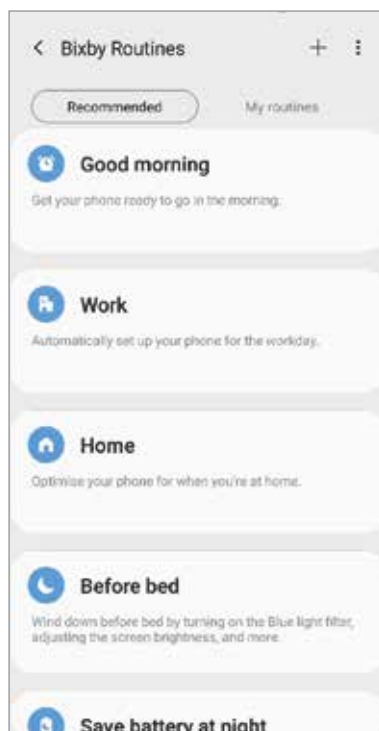 Bixby Routines
Recommended
My routines
Good morning
Get your phone ready to go in the morning.
Work
Automatically set up your phone for the workday.
Home
Optimise your phone for when you're at home.
Before bed
Wind down before bed by turning on the Blue light filter,
adjusting the screen brightness, and more.
Save battery at night